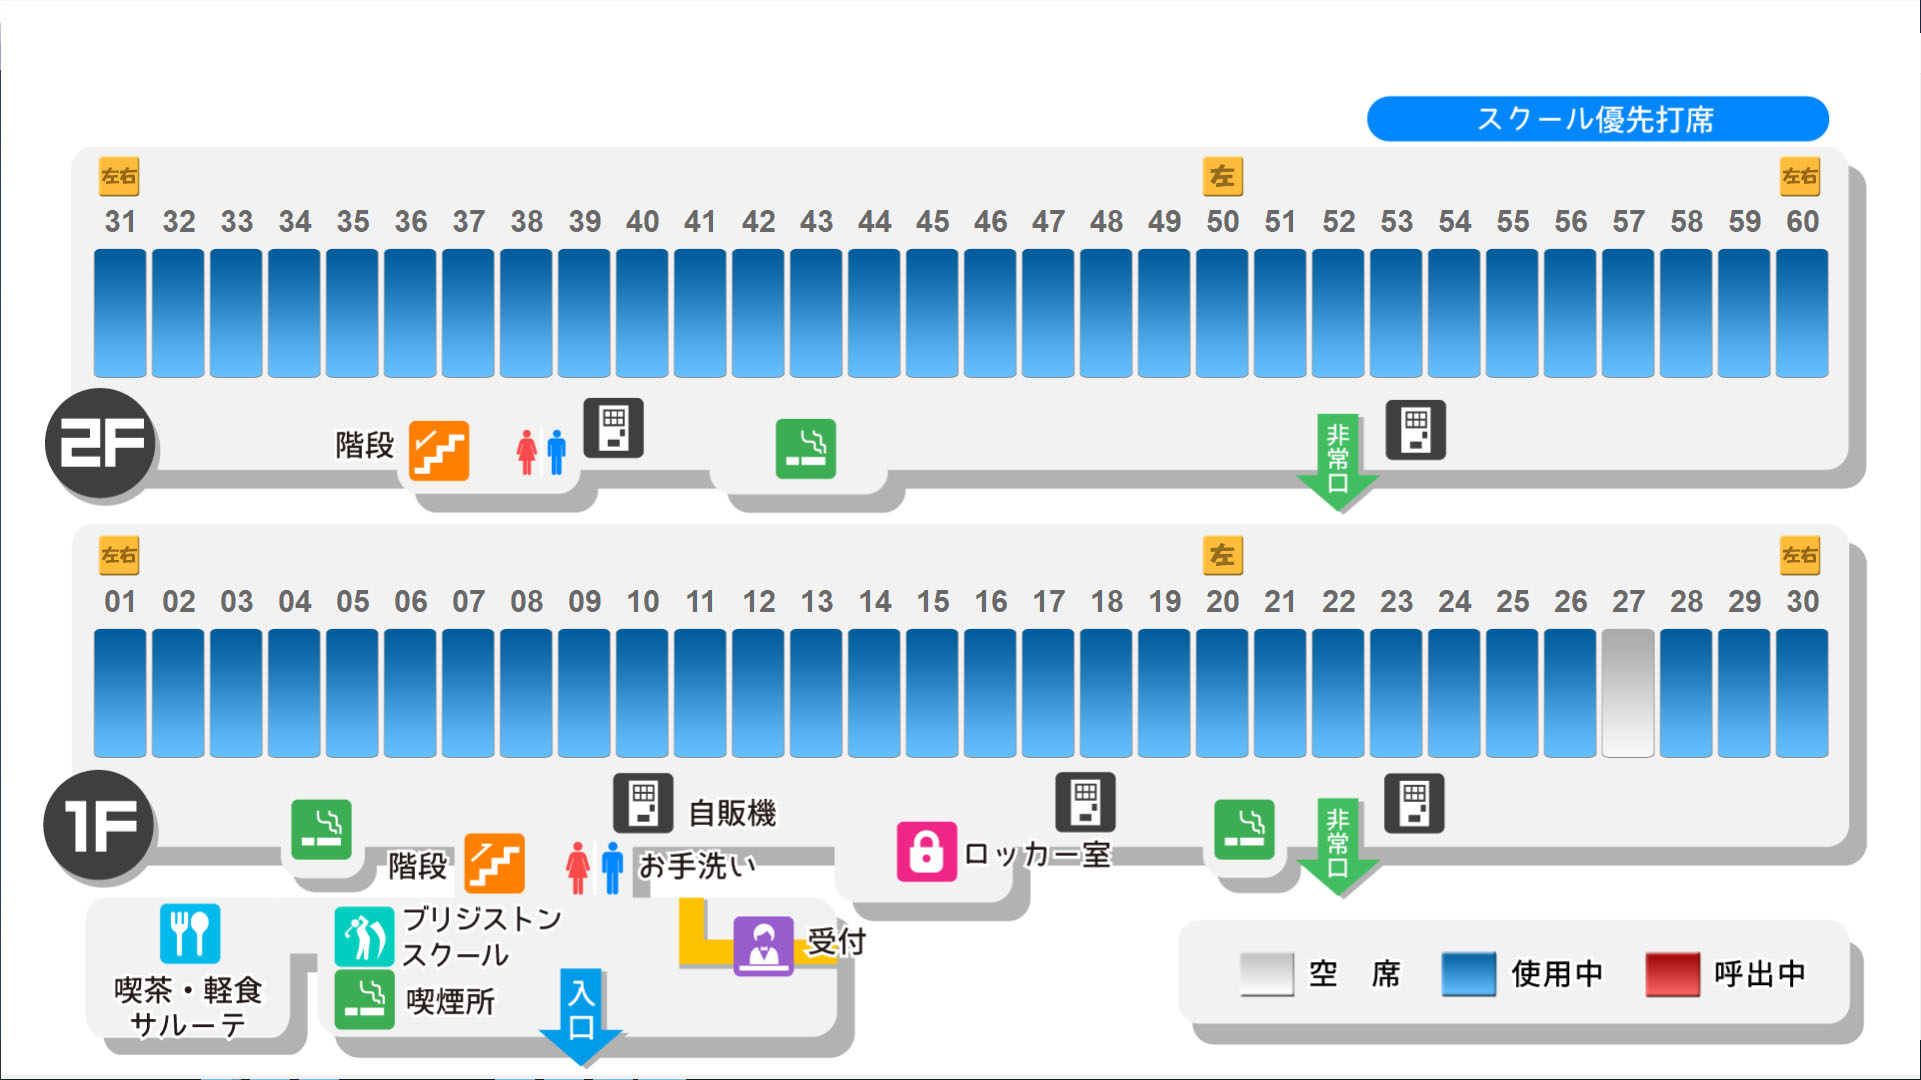 スクール優先打席
左右 左 左右
31 32 33 34 35 36 37 38 39 40 41 42 43 44 45 46 47 48 49 50 51 52 53 54 55 56 57 58 59 60
2F
階段
非常口
左右 左 左右
01 02 03 04 05 06 07 08 09 10 11 12 13 14 15 16 17 18 19 20 21 22 23 24 25 26 27 28 29 30
1F
自販機
階段
お手洗い
ロッカー室
非常口
喫茶・軽食
サルーテ
ブリジストン
スクール
喫煙所
入口
受付
空 席 使用中 呼出中